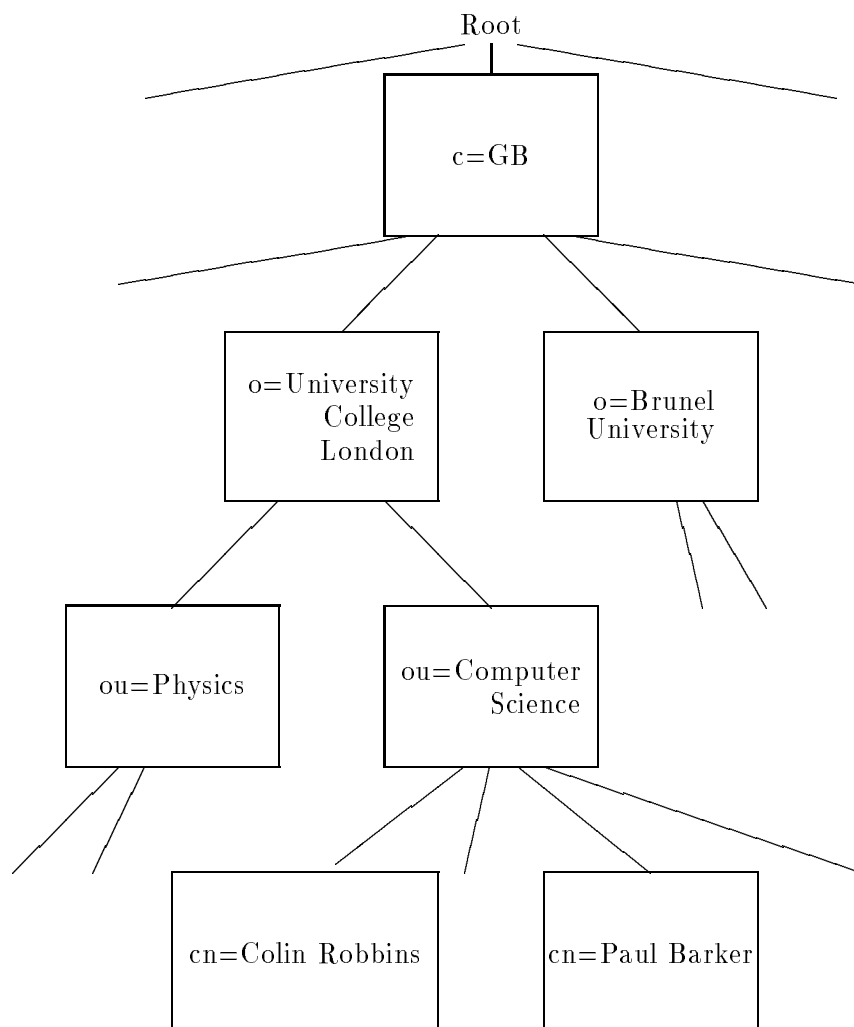 Root
c=GB
o=University
College
London
o=Brunel
University
ou=Physics
ou=Computer
Science
cn=Colin Robbins
cn=Paul Barker